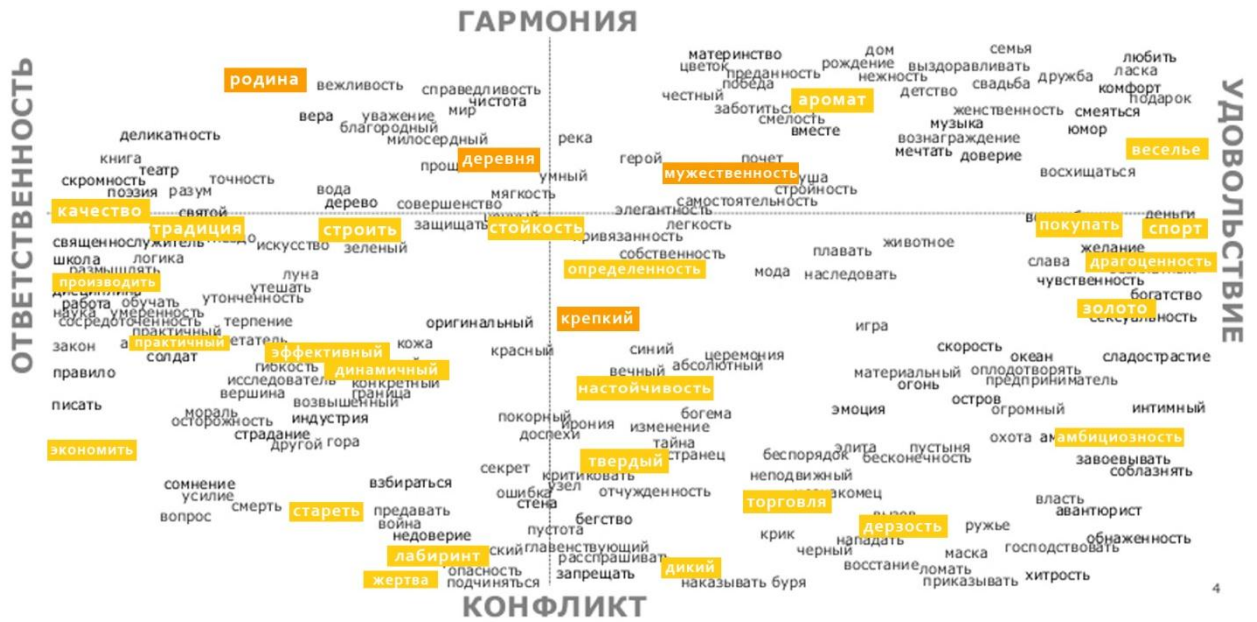 ГАРМОНИЯ
ОТВЕТСТВЕННОСТЬ
УДОВОЛЬСТВИЕ
материнство дом семья любить
родина цветок преданность рождение выздоравливать ласка
вежливость справедливость победа нежность свадьба дружба комфорт
чистота честный аромат детство подарок
вера уважение мир заботиться женственность смеяться
благородный смелость музыка юмор
деликатность милосердный река вместе вознаграждение веселье
книга деревня герой почет мечтать доверие
театр умный мужественность восхищаться
скромность разум точность стройность
поэзия вода мягкость самостоятельность
качество святой дерево совершенство элегантность деньги
традиция строить защищать стойкость легкость покупать спорт
священнослужитель искусство зеленый животное желание
школа логика собственность плавать слава драгоценность
размышлять луна определенность мода наследовать чувственность
производить утешать
работа обучать утонченность богатство
наука умеренность крепкий золото
сосредоточенность терпение оригинальный игра сексуальность
практичный
закон практичный кожа красный синий церемония скорость
солдат эффективный вечный абсолютный океан сладострастие
правило гибкость динамичный материальный оплодотворять
исследователь конкретный настойчивость огонь предприниматель
вершина граница остров
писать возвышенный эмоция огромный интимный
мораль индустрия покорный ирония богема
осторожность доспехи изменение
страдание тайна охота амбициозность
экономить другой гора элита пустыня
твердый беспорядок бесконечность завоевывать
секрет критиковать неподвижный соблазнять
сомнение взбираться узел
усилие ошибка отчужденность торговля власть
смерть стареть предавать стена авантюрист
вопрос война бегство дерзость ружье
недоверие пустота крик нападать обнаженность
лабиринт главенствующий черный маска господствовать
опасность расспрашивать дикий восстание ломать
жертва подчиняться запрещать наказывать буря приказывать хитрость
4
КОНФЛИКТ